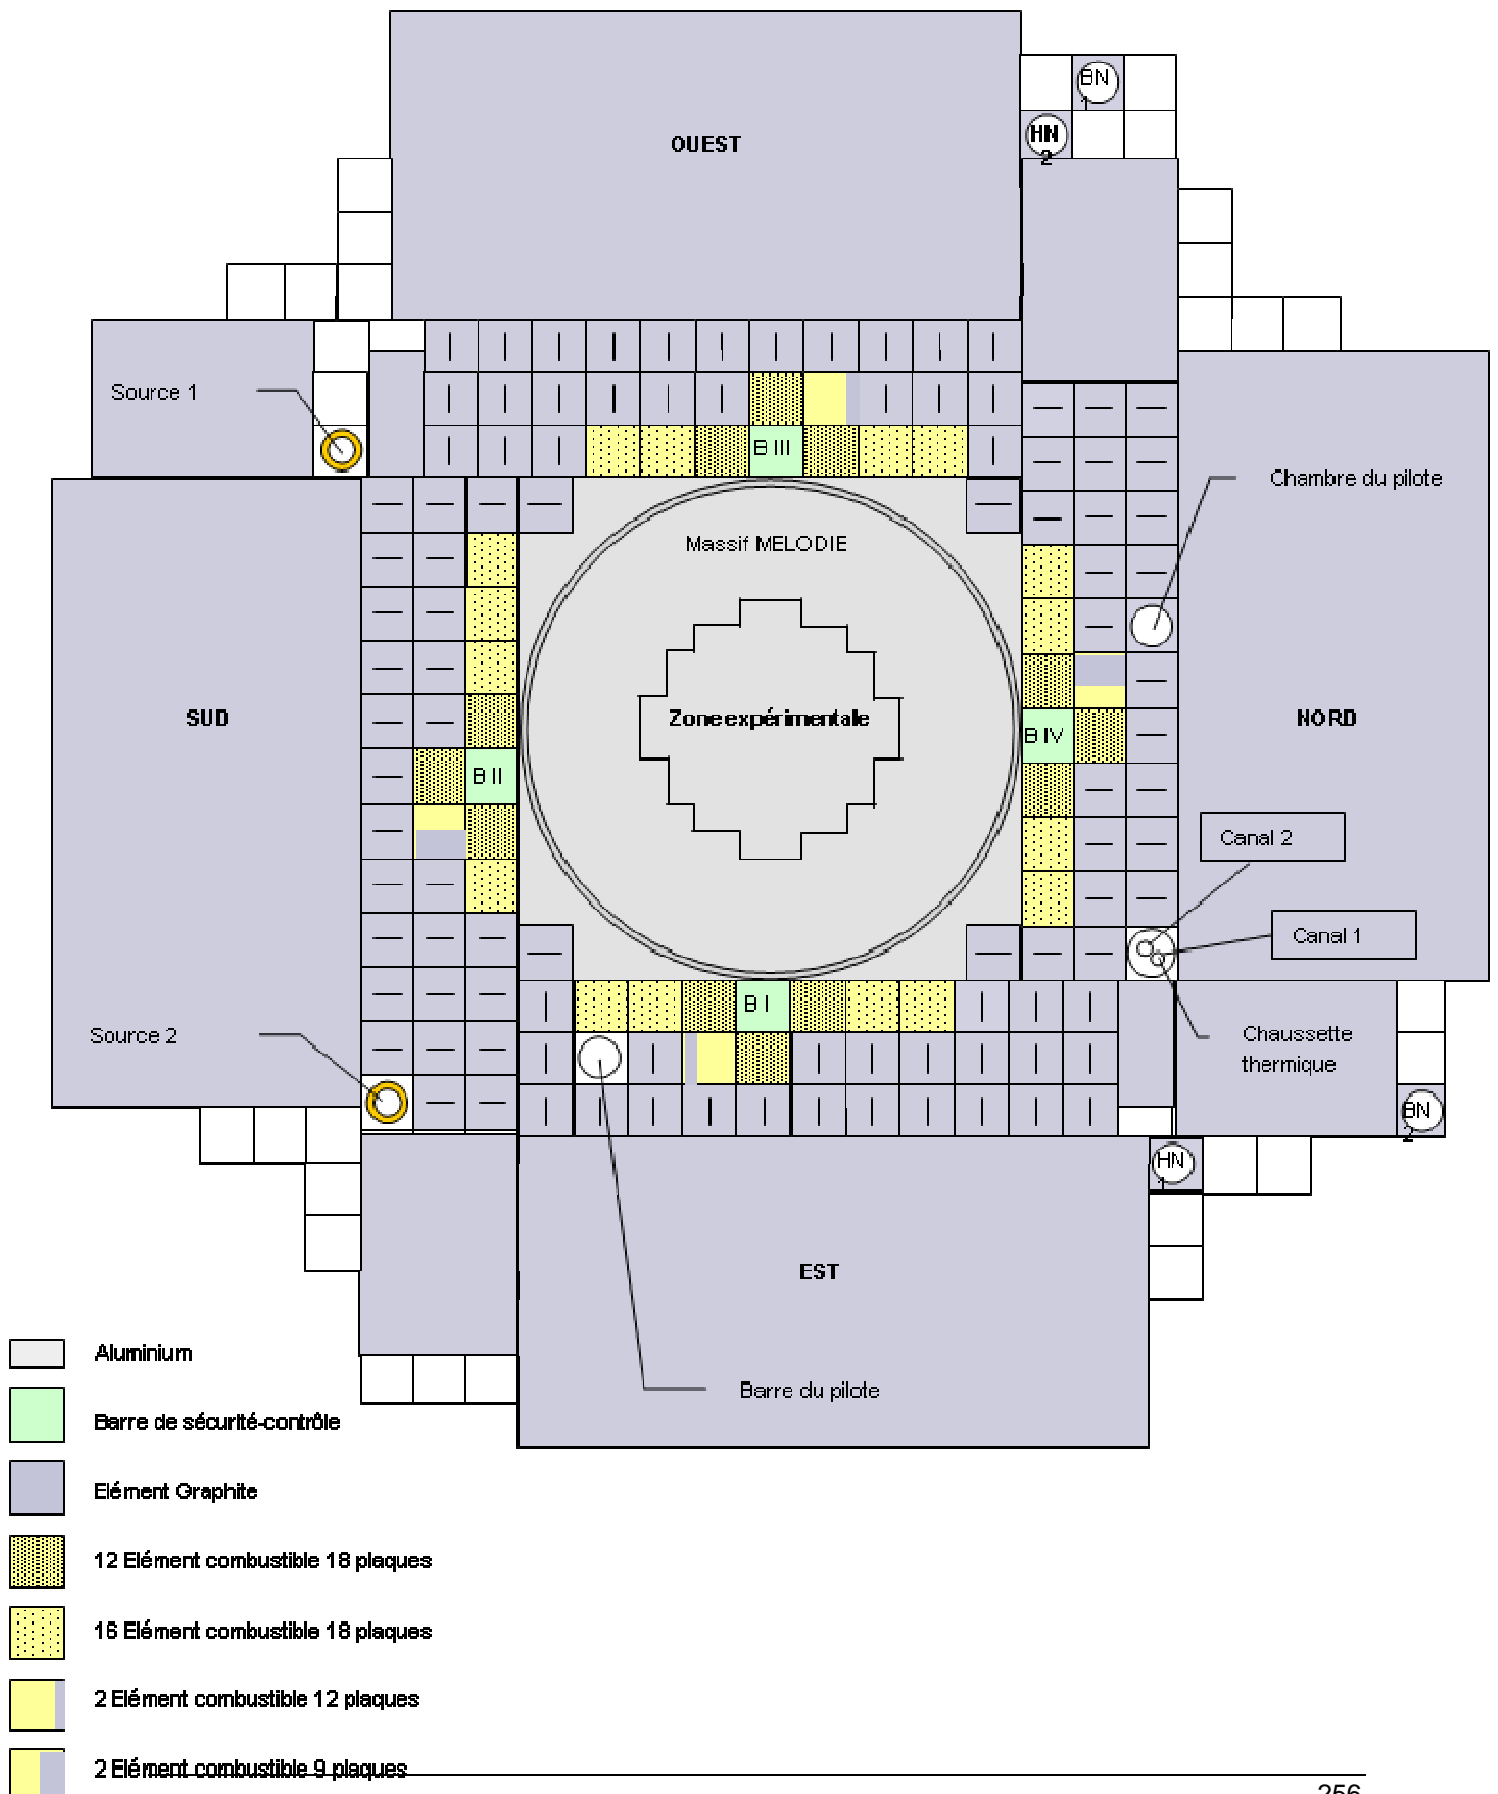 OUEST
BN
1
HN
2
Source 1
B III
Chambre du pilote
Massif MELODIE
SUD
Zone expérimentale
NORD
B IV
B II
Canal 2
Canal 1
B I
Source 2
Chaussette
thermique
BN
2
HN
1
EST
Barre du pilote
Aluminium
Barre de sécurité-contrôle
Elément Graphite
12 Elément combustible 18 plaques
16 Elément combustible 18 plaques
2 Elément combustible 12 plaques
2 Elément combustible 9 plaques
256